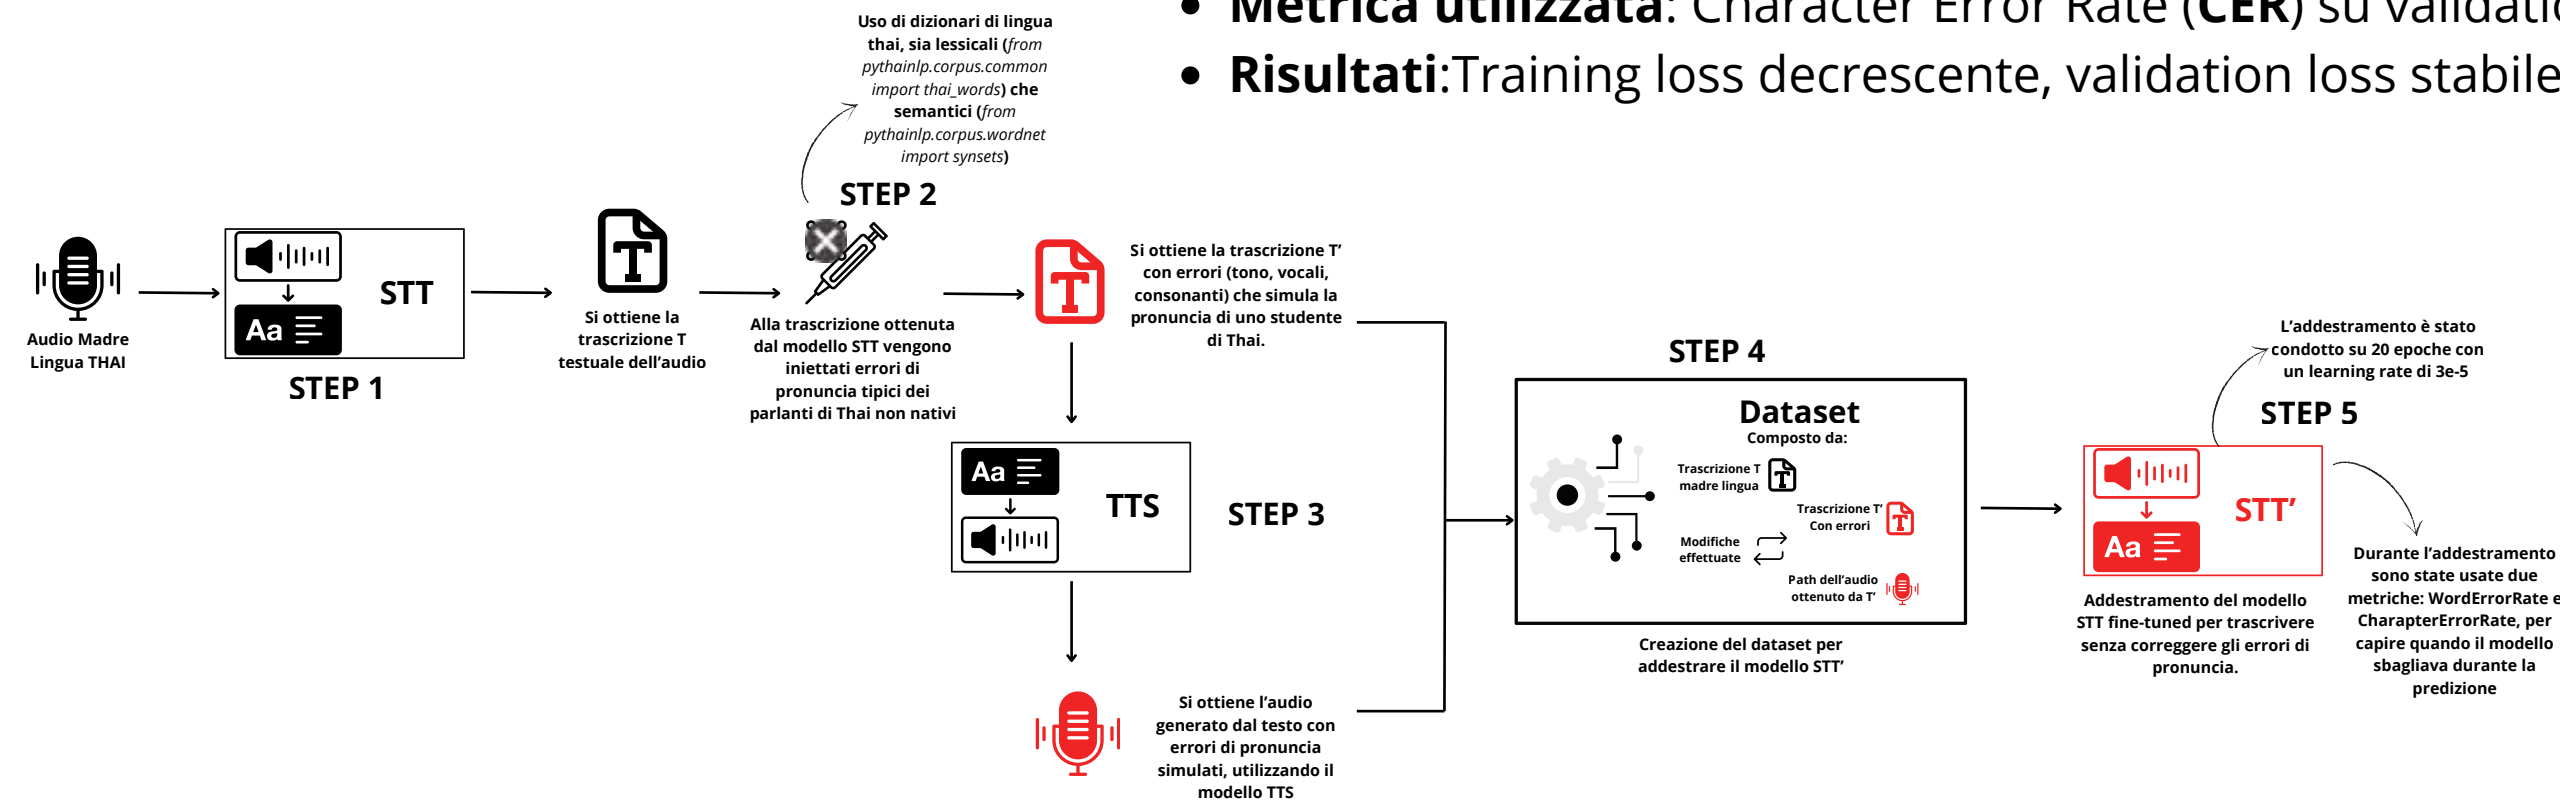 Metrica utilizzata: Character Error Rate (CER) su
Risultati:Training loss decrescente, validation loss stabile
Uso di dizionari di lingua
thai, sia lessicali (from
pythainlp.corpus.common
import thai_words) che
semantici (from
pythainlp.corpus.wordnet
import synsets)
STEP 2
Audio Madre
Lingua THAI
Aa
STT
STEP 1
T
Si ottiene la
trascrizione T
testuale dell’audio
Alla trascrizione ottenuta
dal modello STT vengono
iniettati errori di
pronuncia tipici dei
parlanti di Thai non nativi
T
Si ottiene la trascrizione T’
con errori (tono, vocali,
consonanti) che simula la
pronuncia di uno studente
di Thai.
Aa
TTS
STEP 3
Si ottiene l’audio
generato dal testo con
errori di pronuncia
simulati, utilizzando il
modello TTS
STEP 4
Dataset
Composto da:
Trascrizione T
madre lingua
T
Trascrizione T’
Con errori
T
Modifiche
effettuate
Path dell’audio
ottenuto da T’
Creazione del dataset per
addestrare il modello STT’
L’addestramento è stato
condotto su 20 epoche con
un learning rate di 3e-5
STEP 5
Aa
STT’
Addestramento del modello
STT fine-tuned per trascrivere
senza correggere gli errori di
pronuncia.
Durante l’addestramento
sono state usate due
metriche: WordErrorRate e
CharapterErrorRate, per
capire quando il modello
sbagliava durante la
predizione